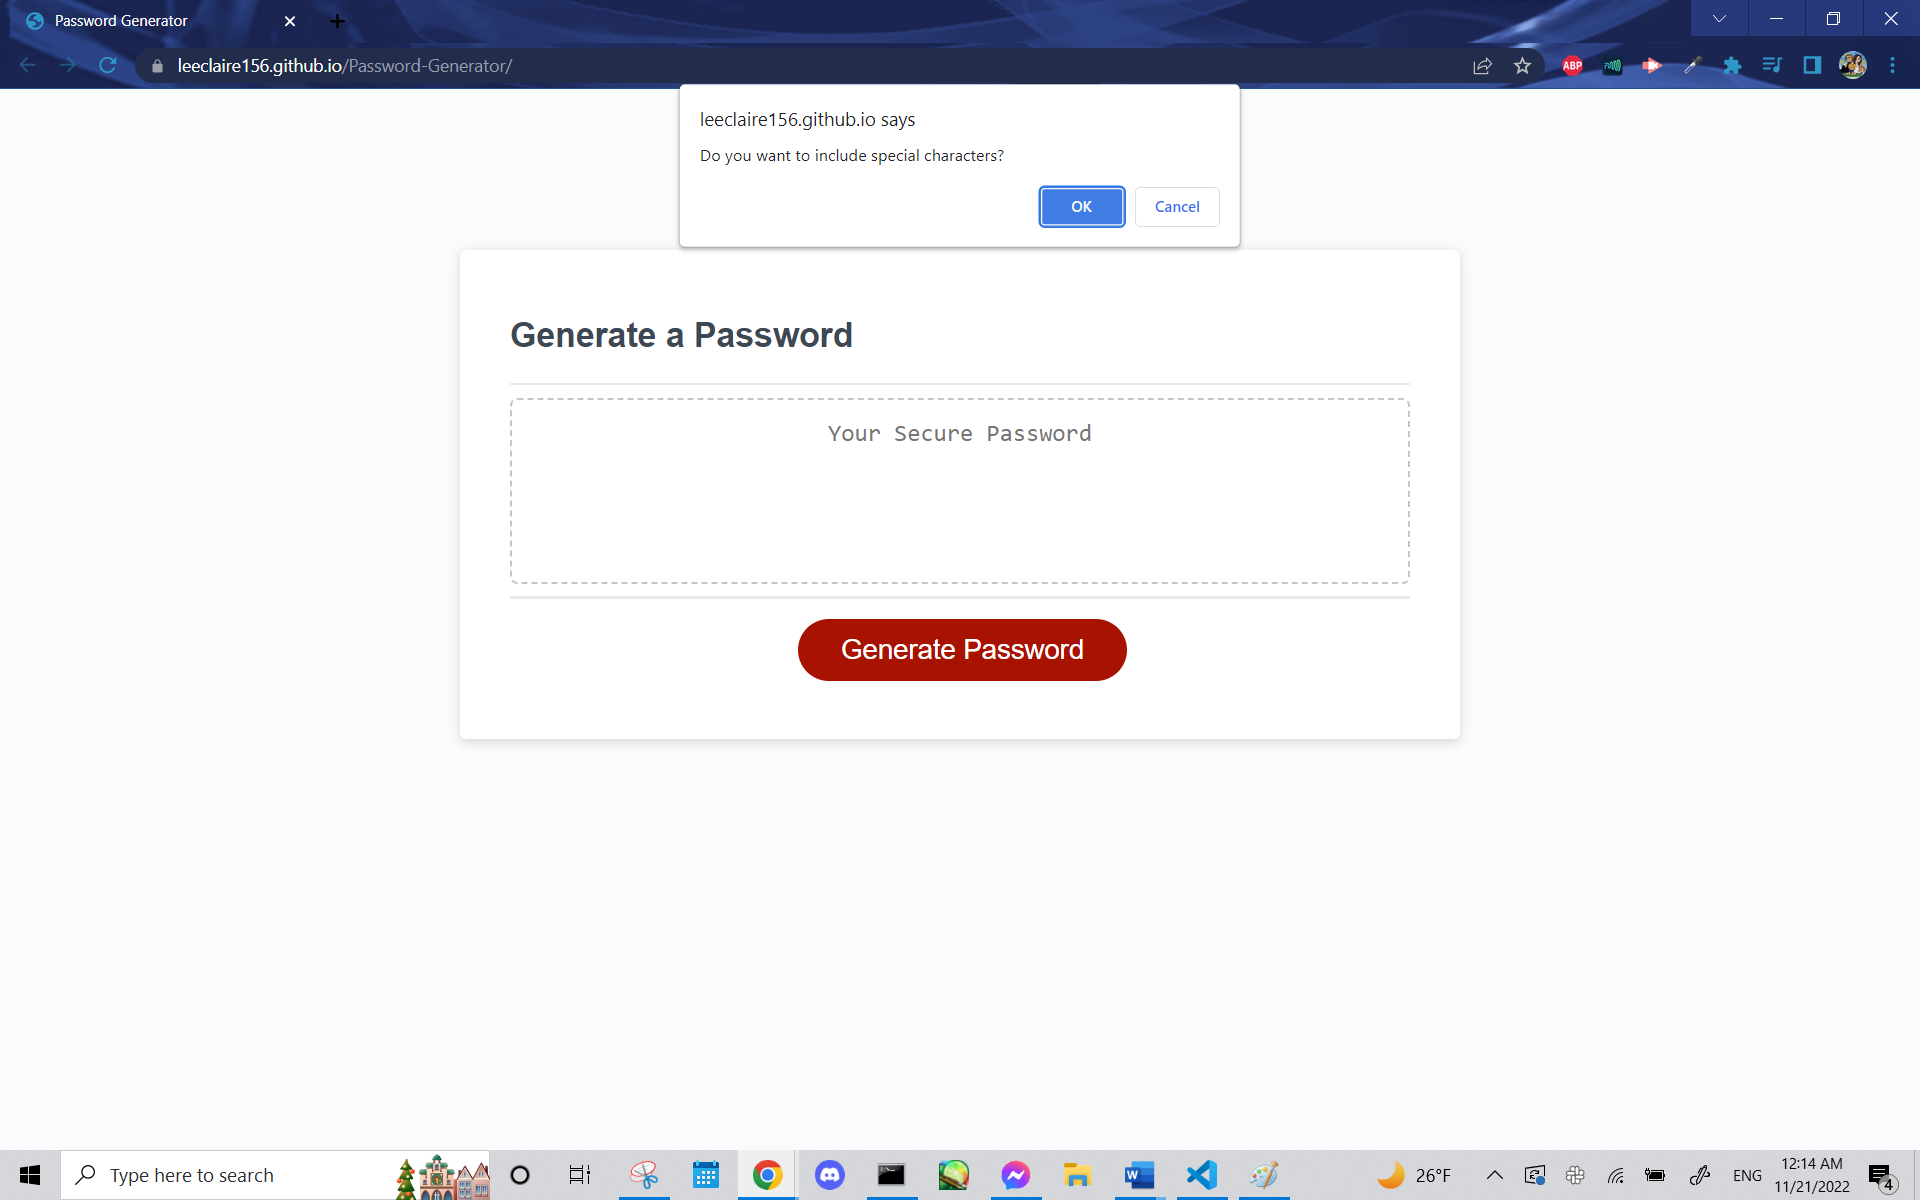 Password Generator
leeclaire156.github.io/Password-Generator/
ABP
leeclaire156.github.io says
Do you want to include special characters?
OK
Cancel
Generate a Password
Your Secure Password
Generate Password
Type here to search
26°F
ENG
12:14 AM
11/21/2022
4